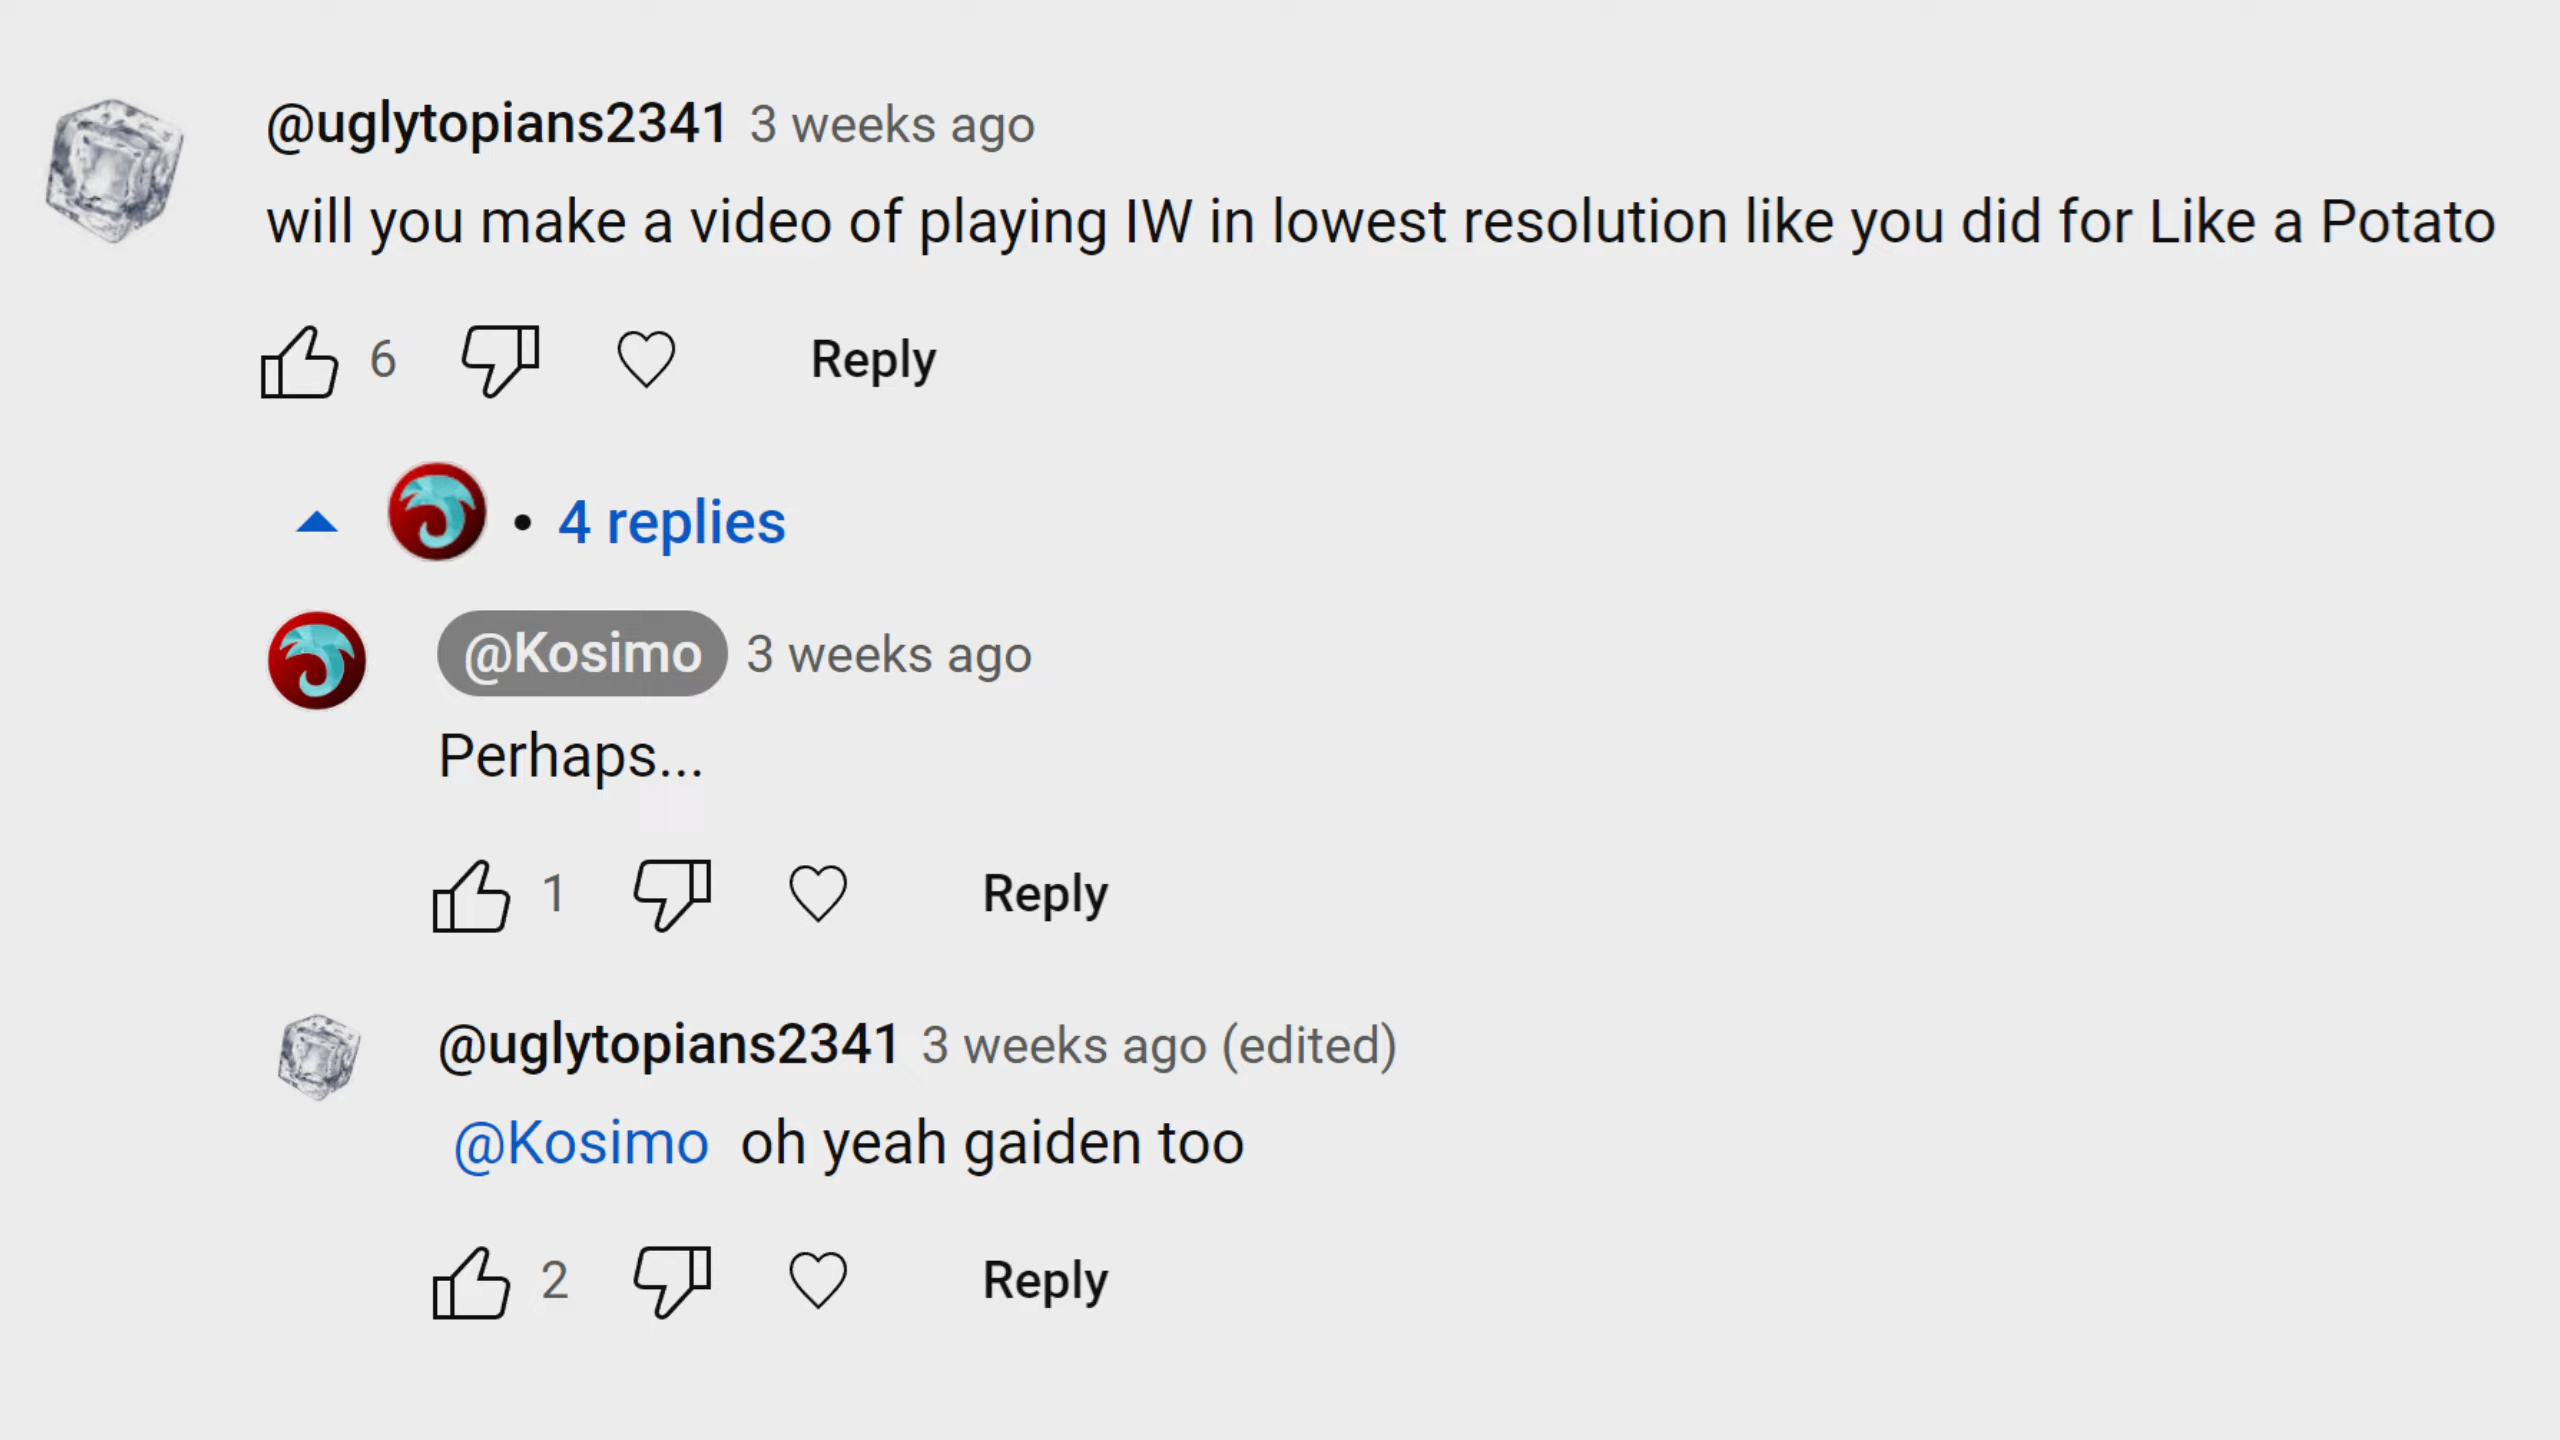 @uglytopians2341 3 weeks ago
will you make a video of playing IW in lowest resolution like you did for Like a Potato
6 Reply
• 4 replies
@Kosimo 3 weeks ago
Perhaps...
1 Reply
@uglytopians2341 3 weeks ago (edited)
@Kosimo oh yeah gaiden too
2 Reply